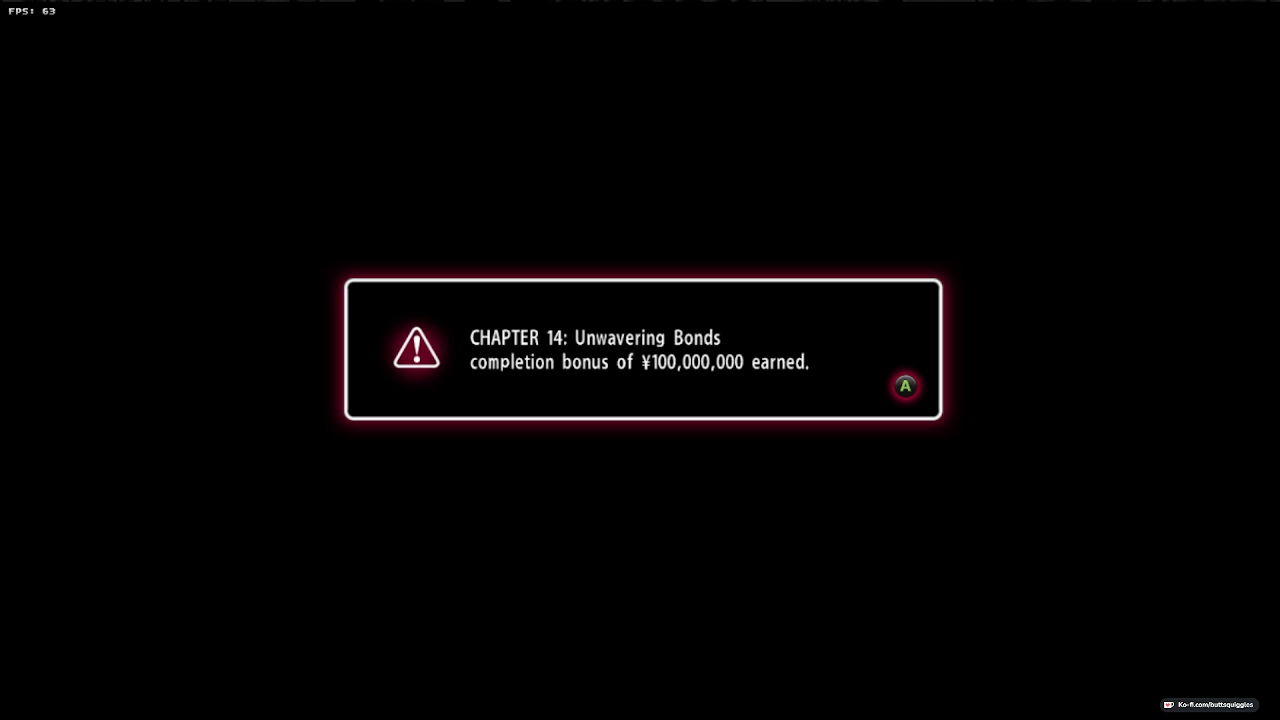 FPS: 63
CHAPTER 14: Unwavering Bonds
completion bonus of ¥100,000,000 earned.
A
Ko-fi.com/buttsquiggles